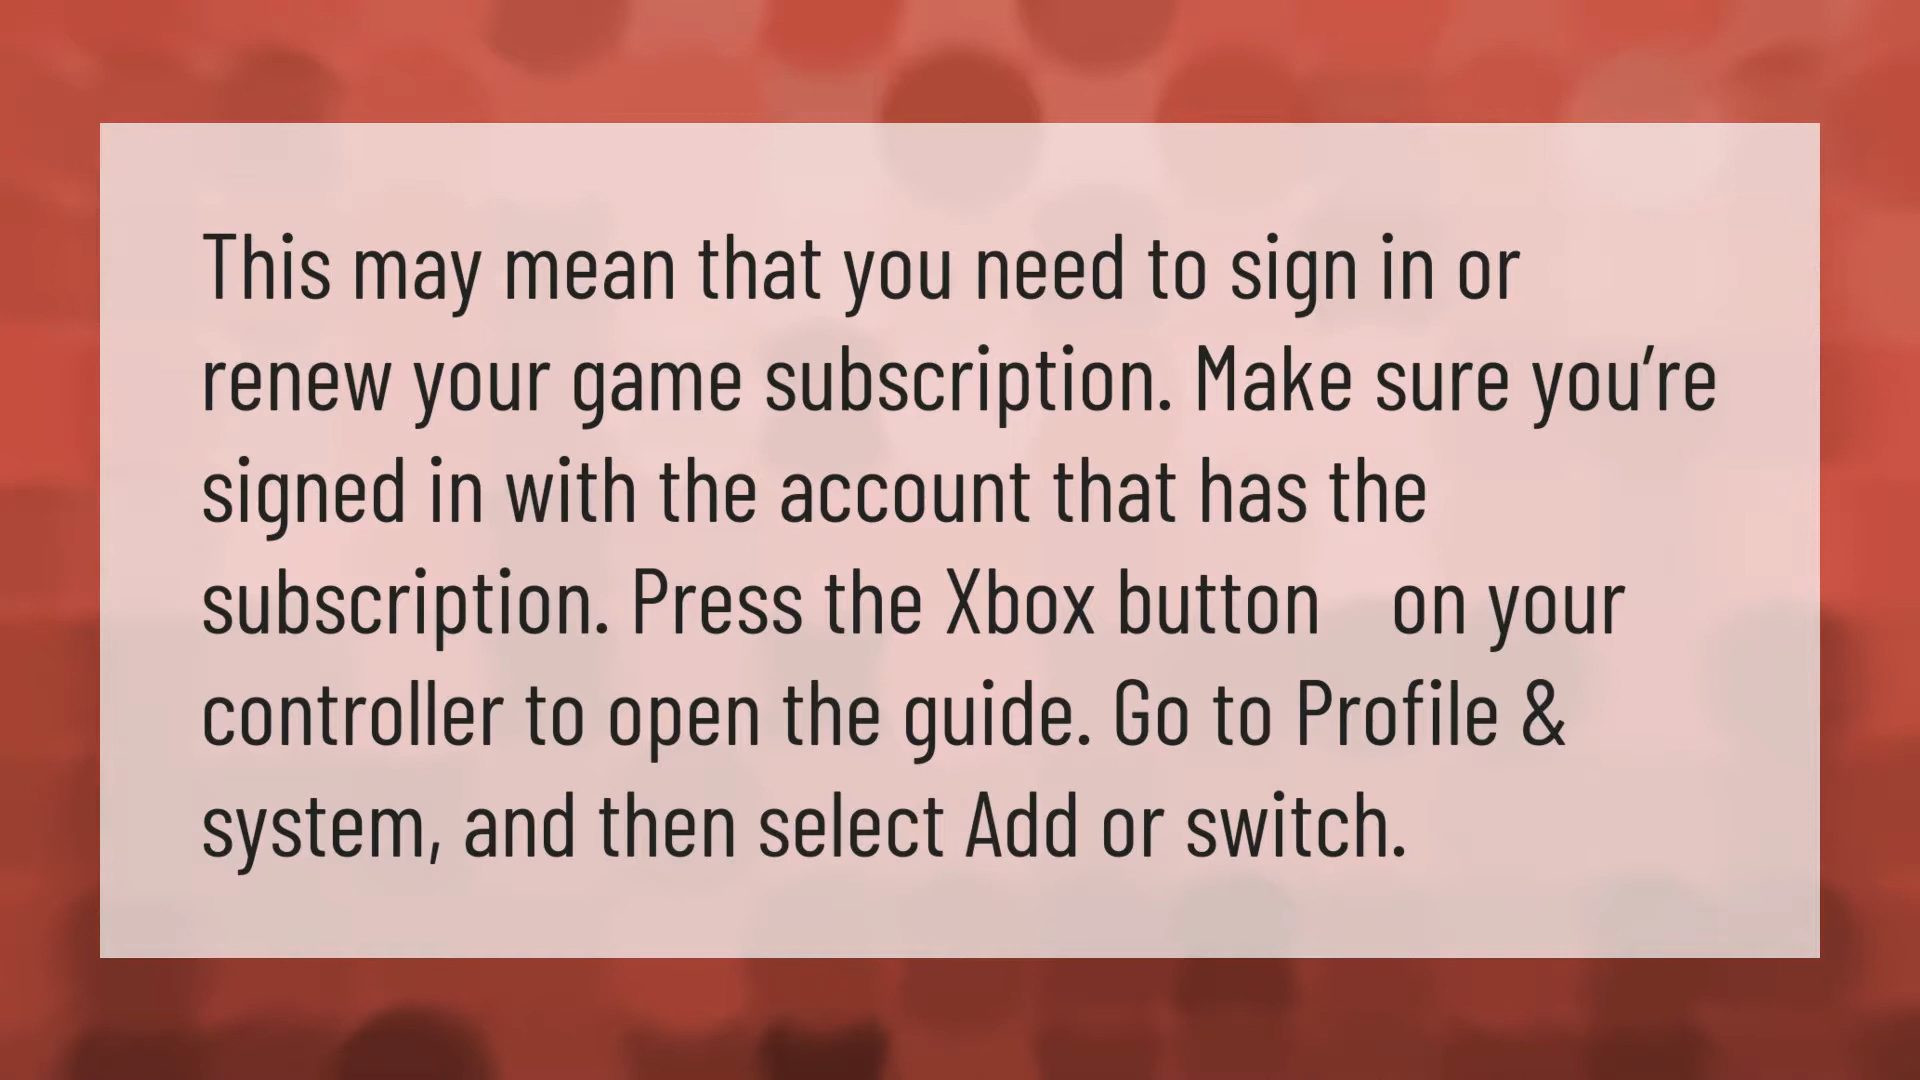 This may mean that you need to sign in or
renew your game subscription. Make sure you’re
signed in with the account that has the
subscription. Press the Xbox button on your
controller to open the guide. Go to Profile &
system, and then select Add or switch.